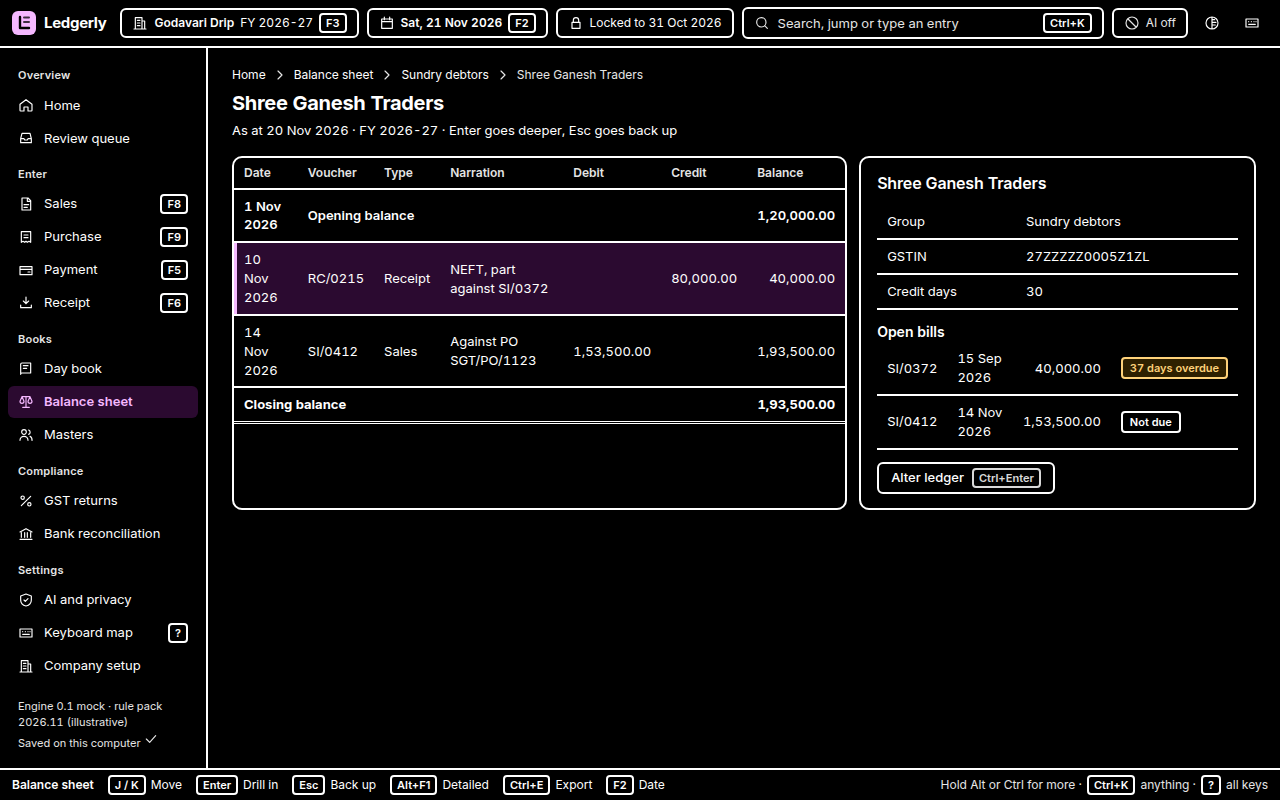 Ledgerly
Godavari Drip FY 2026-27 F3
Sat, 21 Nov 2026 F2
Locked to 31 Oct 2026
Search, jump or type an entry Ctrl+K
AI off
Overview
Home
Review queue
Enter
Sales F8
Purchase F9
Payment F5
Receipt F6
Books
Day book
Balance sheet
Masters
Compliance
GST returns
Bank reconciliation
Settings
AI and privacy
Keyboard map ?
Company setup
Engine 0.1 mock · rule pack
2026.11 (illustrative)
Saved on this computer
Home > Balance sheet > Sundry debtors > Shree Ganesh Traders
Shree Ganesh Traders
As at 20 Nov 2026 · FY 2026-27 · Enter goes deeper, Esc goes back up
Date Voucher Type Narration Debit Credit Balance
1 Nov
2026 Opening balance 1,20,000.00
10
Nov
2026 RC/0215 Receipt NEFT, part
against SI/0372 80,000.00 40,000.00
14
Nov
2026 SI/0412 Sales Against PO
SGT/PO/1123 1,53,500.00 1,93,500.00
Closing balance 1,93,500.00
Shree Ganesh Traders
Group Sundry debtors
GSTIN 27ZZZZZ0005Z1ZL
Credit days 30
Open bills
SI/0372 15 Sep
2026 40,000.00 37 days overdue
SI/0412 14 Nov
2026 1,53,500.00 Not due
Alter ledger Ctrl+Enter
Balance sheet J / K Move Enter Drill in Esc Back up Alt+F1 Detailed Ctrl+E Export F2 Date
Hold Alt or Ctrl for more · Ctrl+K anything · ? all keys